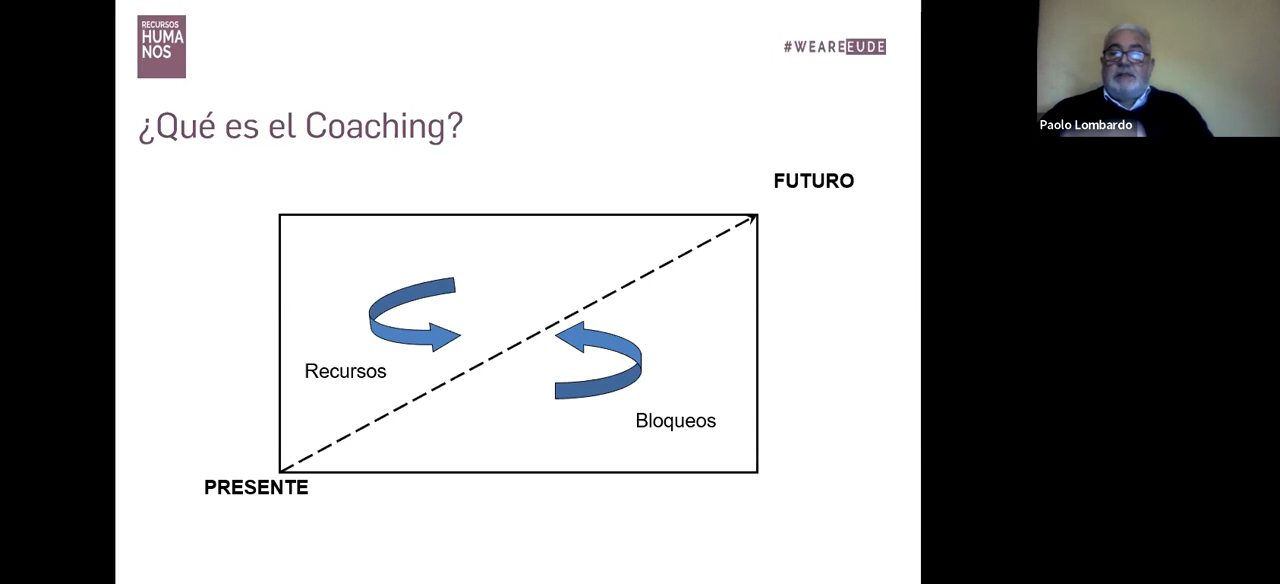 RECURSOS
HUMA
NOS
#WEAREEUDE
¿Qué es el Coaching?
FUTURO
Recursos
Bloqueos
PRESENTE
Paolo Lombardo